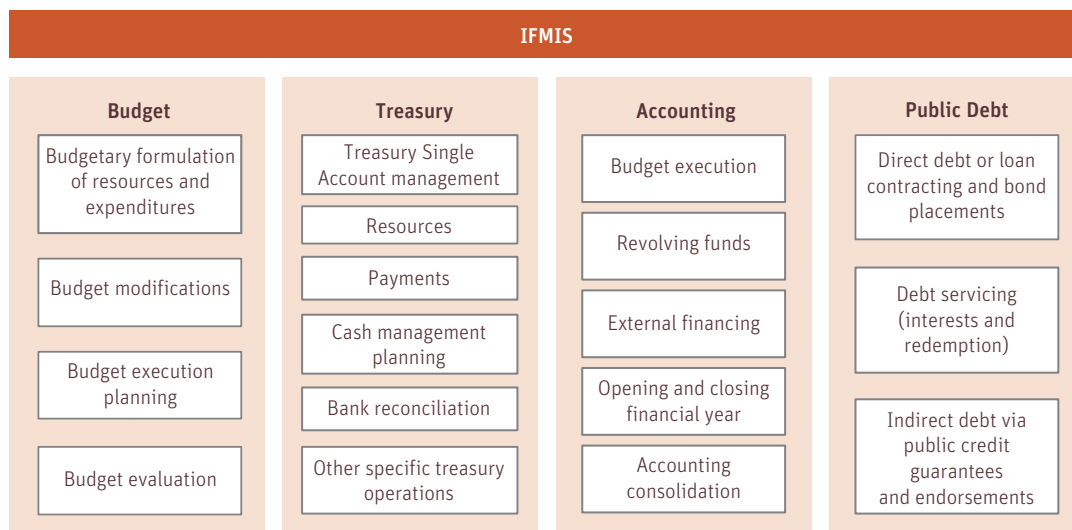 IFMIS
Budget
Budgetary formulation
of resources and
expenditures
Budget modifications
Budget execution
planning
Budget evaluation
Treasury
Treasury Single
Account management
Resources
Payments
Cash management
planning
Bank reconciliation
Other specific treasury
operations
Accounting
Budget execution
Revolving funds
External financing
Opening and closing
financial year
Accounting
consolidation
Public Debt
Direct debt or loan
contracting and bond
placements
Debt servicing
(interests and
redemption)
Indirect debt via
public credit
guarantees
and endorsements